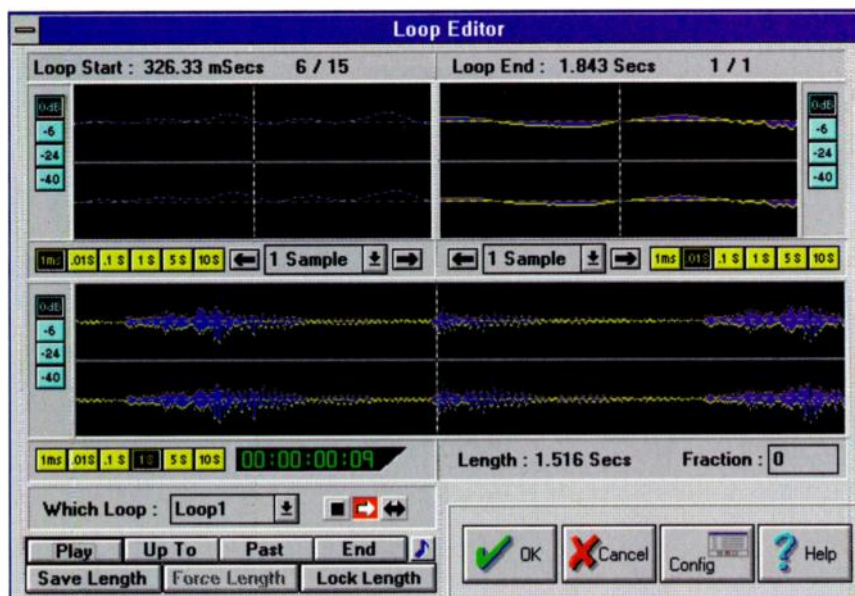 Loop Editor
Loop Start : 326.33 mSecs 6 / 15
Loop End : 1.843 Secs 1 / 1
0dB
-6
-24
-40
0dB
-6
-24
-40
1ms .01S .1 S 1 S 5 S 10S 1 Sample
1 Sample 1ms .01S .1 S 1 S 5 S 10S
0dB
-6
-24
-40
1ms .01S .1 S 1S 5 S 10S 00:00:00:09
Length : 1.516 Secs Fraction : 0
Which Loop : Loop1
Play Up To Past End
Save Length Force Length Lock Length
OK Cancel Config Help